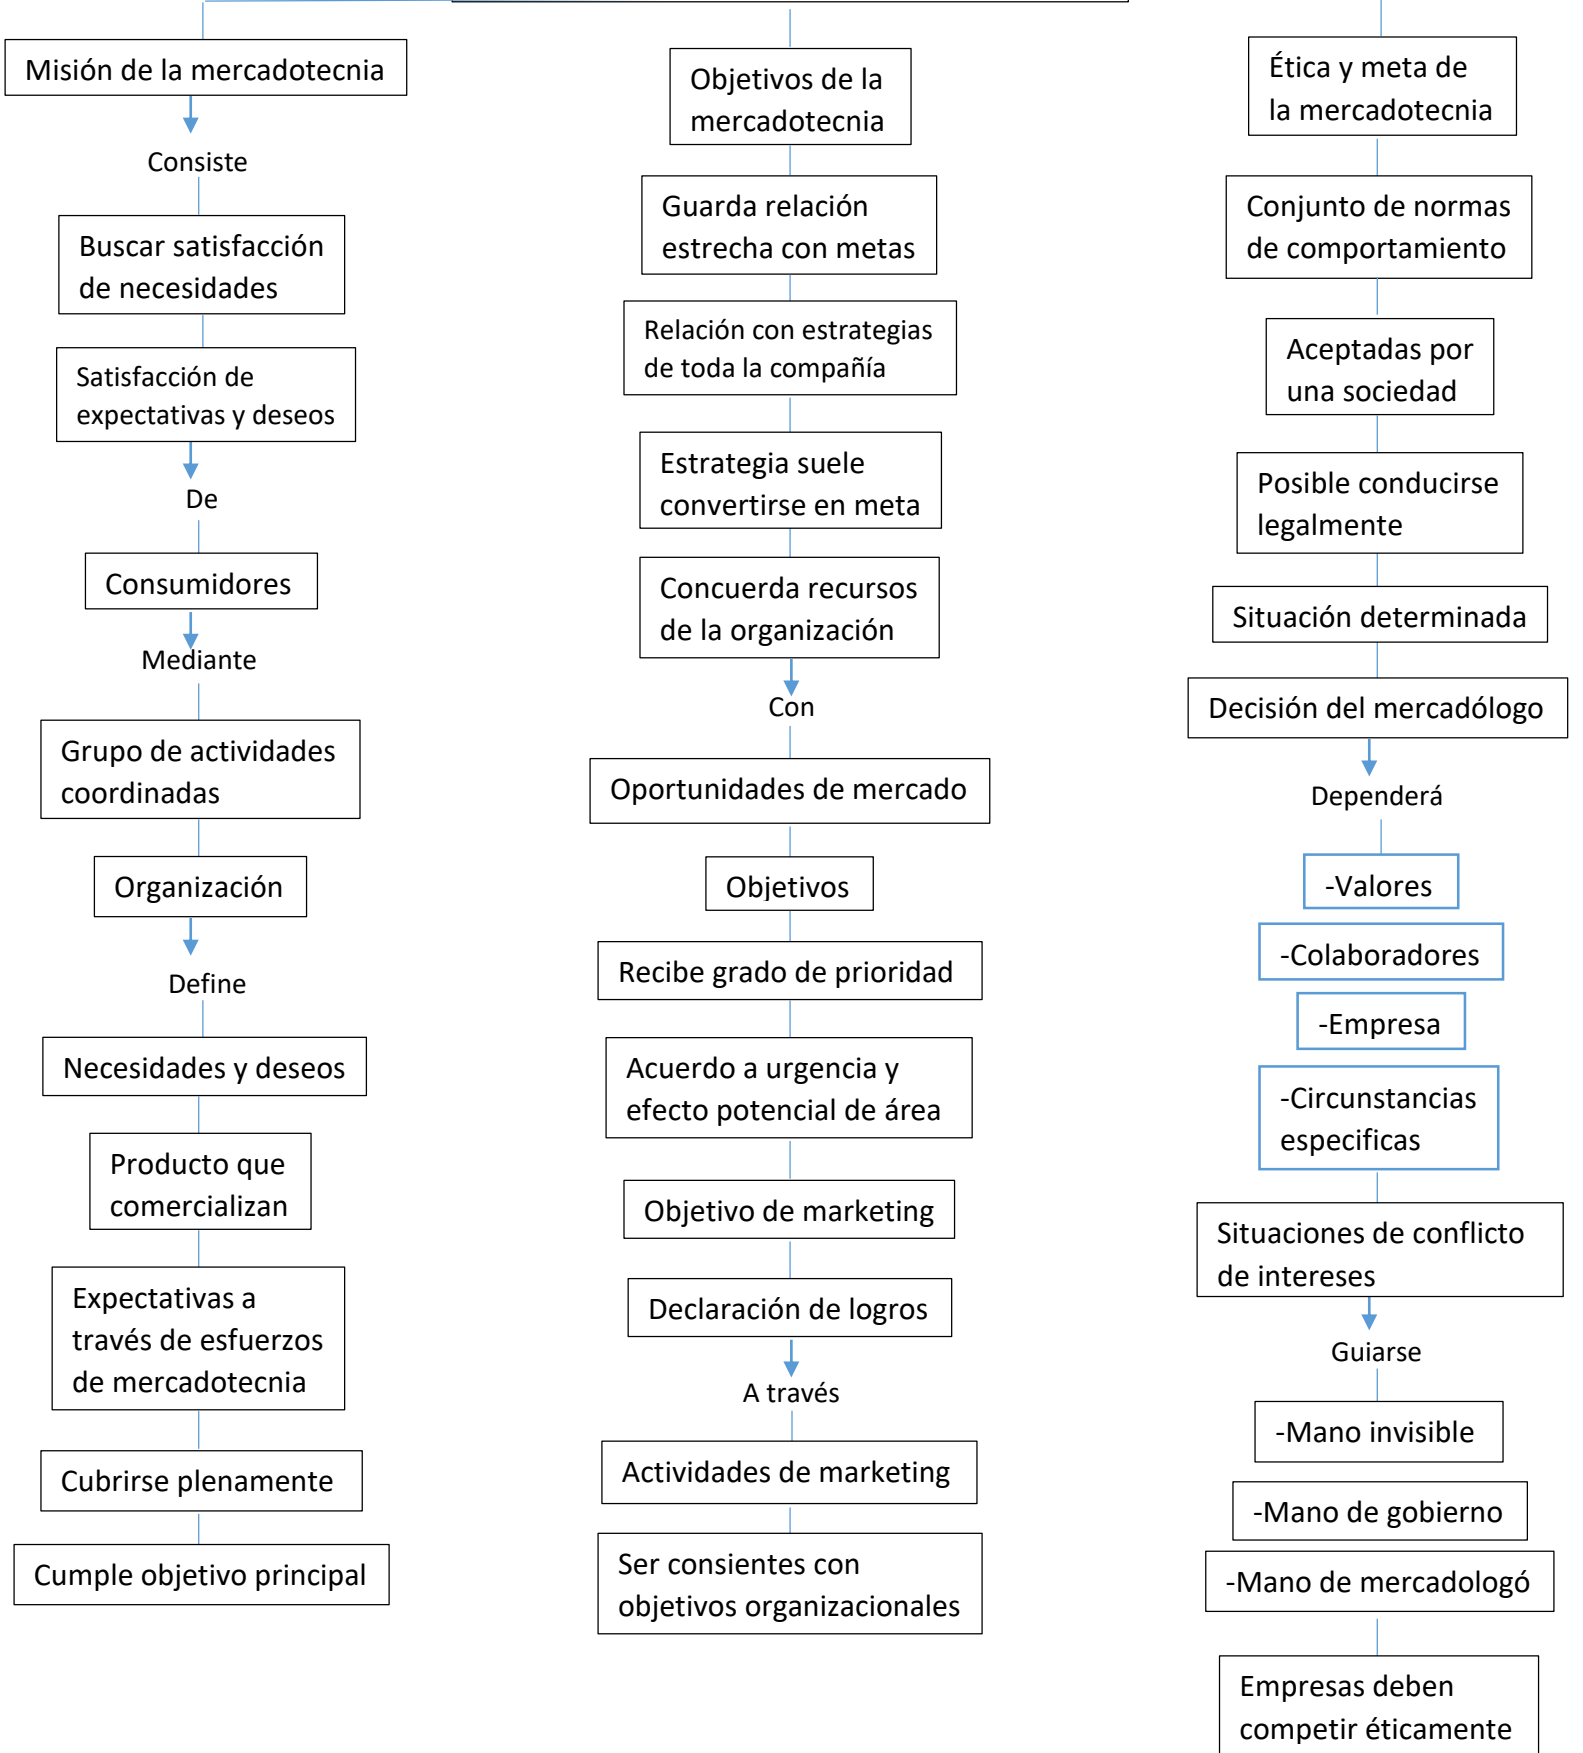 Misión de la mercadotecnia
Consiste
Buscar satisfacción
de necesidades
Satisfacción de
expectativas y deseos
De
Consumidores
Mediante
Grupo de actividades
coordinadas
Organización
Define
Necesidades y deseos
Producto que
comercializan
Expectativas a
través de esfuerzos
de mercadotecnia
Cubrirse plenamente
Cumple objetivo principal
Objetivos de la
mercadotecnia
Guarda relación
estrecha con metas
Relación con estrategias
de toda la compañía
Estrategia suele
convertirse en meta
Concuerda recursos
de la organización
Con
Oportunidades de mercado
Objetivos
Recibe grado de prioridad
Acuerdo a urgencia y
efecto potencial de área
Objetivo de marketing
Declaración de logros
A través
Actividades de marketing
Ser consientes con
objetivos organizacionales
Ética y meta de
la mercadotecnia
Conjunto de normas
de comportamiento
Aceptadas por
una sociedad
Posible conducirse
legalmente
Situación determinada
Decisión del mercadólogo
Dependerá
-Valores
-Colaboradores
-Empresa
-Circunstancias
especificas
Situaciones de conflicto
de intereses
Guiarse
-Mano invisible
-Mano de gobierno
-Mano de mercadologó
Empresas deben
competir éticamente